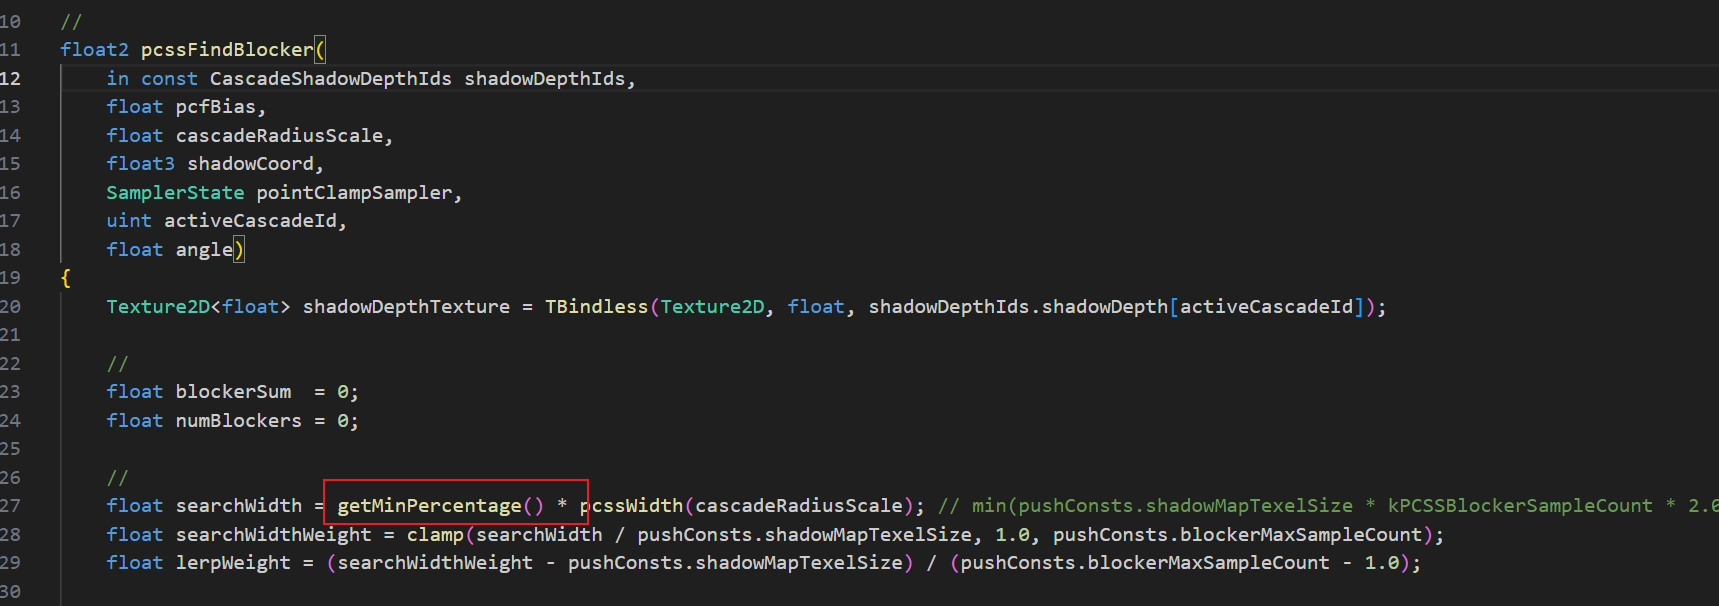 10 //
11 float2 pcssFindBlocker(
12 in const CascadeShadowDepthIds shadowDepthIds,
13 float pcfBias,
14 float cascadeRadiusScale,
15 float3 shadowCoord,
16 SamplerState pointClampSampler,
17 uint activeCascadeId,
18 float angle)
19 {
20 Texture2D<float> shadowDepthTexture = TBindless(Texture2D, float, shadowDepthIds.shadowDepth[activeCascadeId]);
21
22 //
23 float blockerSum  = 0;
24 float numBlockers = 0;
25
26 //
27 float searchWidth = getMinPercentage() * pcssWidth(cascadeRadiusScale); // min(pushConsts.shadowMapTexelSize * kPCSSBlockerSampleCount * 2.0
28 float searchWidthWeight = clamp(searchWidth / pushConsts.shadowMapTexelSize, 1.0, pushConsts.blockerMaxSampleCount);
29 float lerpWeight = (searchWidthWeight - pushConsts.shadowMapTexelSize) / (pushConsts.blockerMaxSampleCount - 1.0);
30